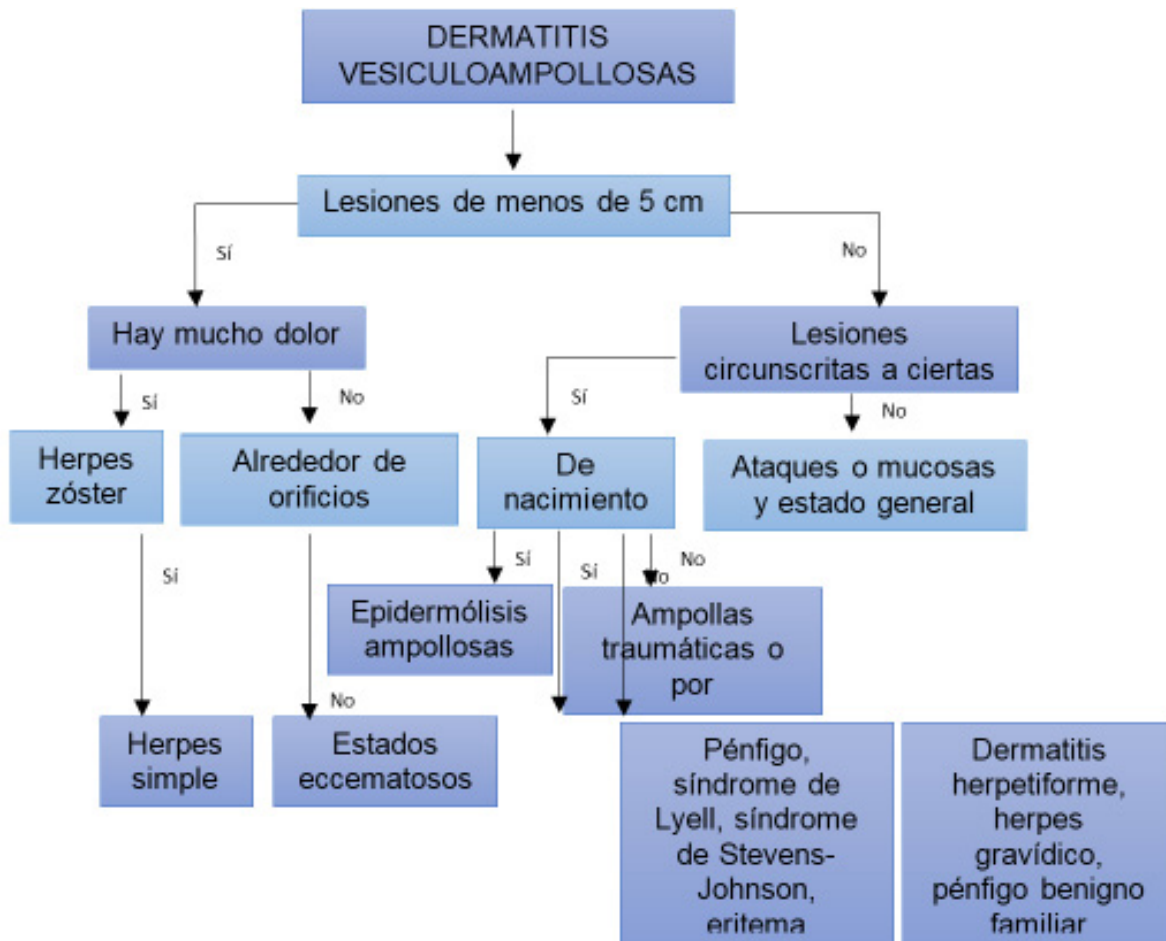 DERMATITIS
VESICULOAMPOLLOSAS
Lesiones de menos de 5 cm
Sí
No
Hay mucho dolor
Lesiones
circunscritas a ciertas
Sí
No
Sí
No
Herpes
zóster
Alrededor de
orificios
De
nacimiento
Ataques o mucosas
y estado general
Sí
Sí
Sí
No
No
Epidermólisis
ampollosas
Ampollas
traumáticas o
por
No
Herpes
simple
Estados
eccematosos
Pénfigo,
síndrome de
Lyell, síndrome
de Stevens-
Johnson,
eritema
Dermatitis
herpetiforme,
herpes
gravídico,
pénfigo benigno
familiar